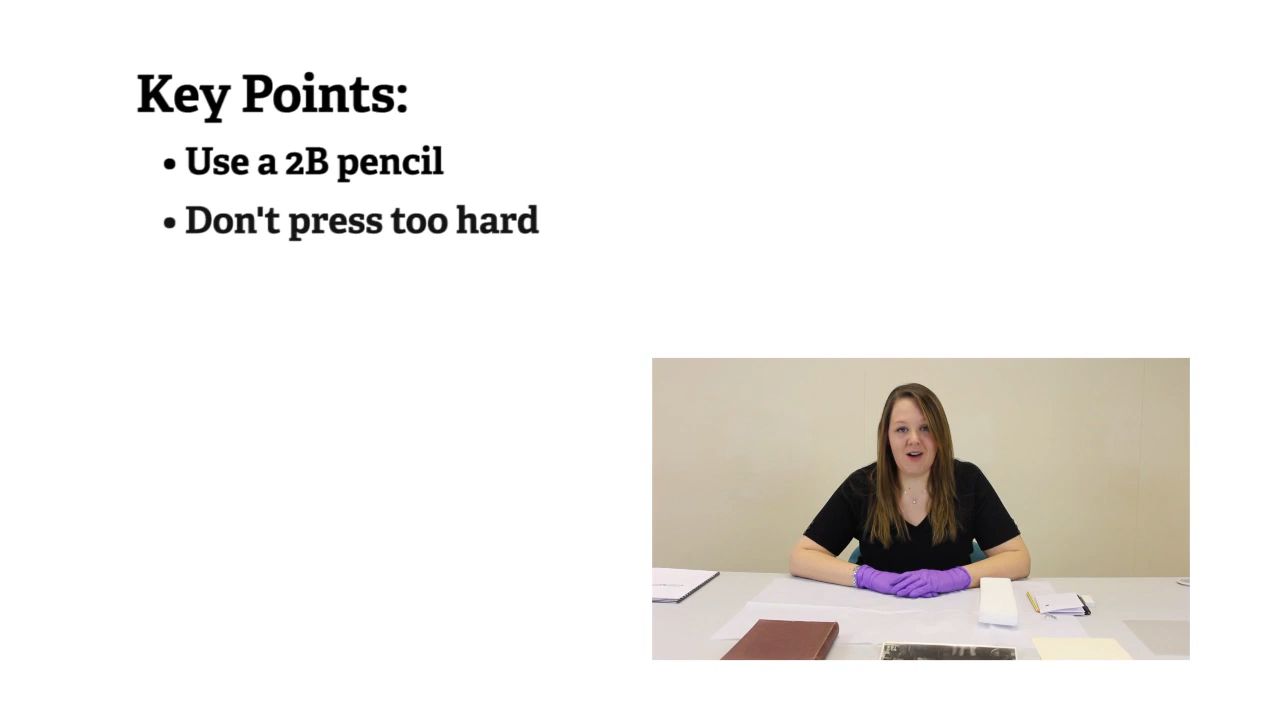 Key Points:
• Use a 2B pencil
• Don't press too hard